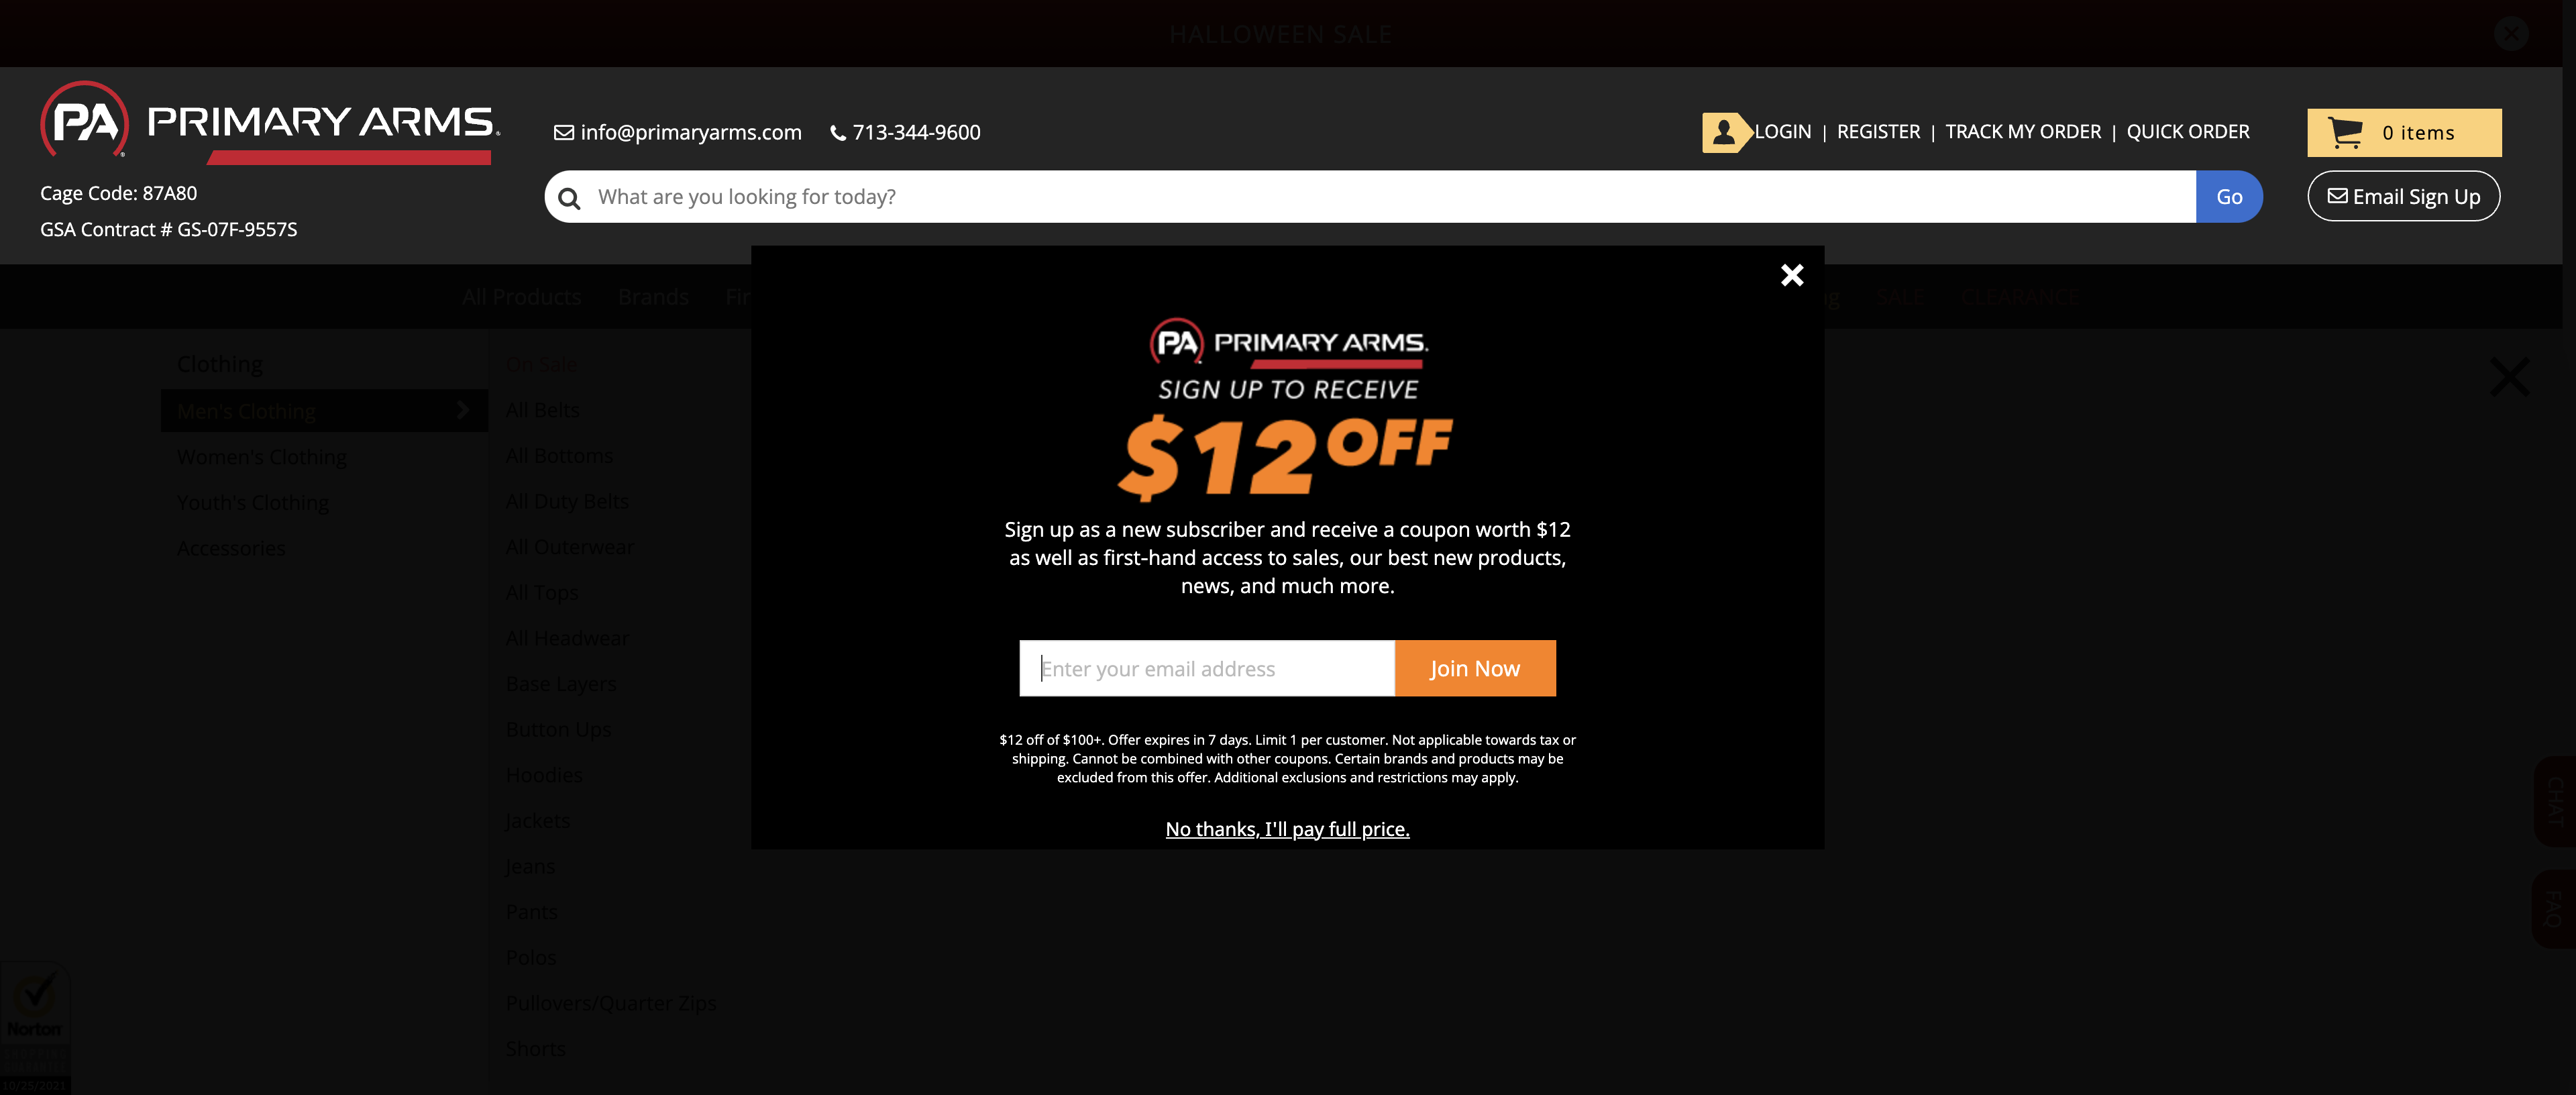 HALLOWEEN SALE
PA PRIMARY ARMS.
info@primaryarms.com 713-344-9600
LOGIN | REGISTER | TRACK MY ORDER | QUICK ORDER
0 items
Cage Code: 87A80
GSA Contract # GS-07F-9557S
What are you looking for today?
Go
Email Sign Up
All Products Brands Fir
g SALE CLEARANCE
Clothing
Men's Clothing
Women's Clothing
Youth's Clothing
Accessories
On Sale
All Belts
All Bottoms
All Duty Belts
All Outerwear
All Tops
All Headwear
Base Layers
Button Ups
Hoodies
Jackets
Jeans
Pants
Polos
Pullovers/Quarter Zips
Shorts
PA PRIMARY ARMS.
SIGN UP TO RECEIVE
$12 OFF
Sign up as a new subscriber and receive a coupon worth $12
as well as first-hand access to sales, our best new products,
news, and much more.
Enter your email address
Join Now
$12 off of $100+. Offer expires in 7 days. Limit 1 per customer. Not applicable towards tax or
shipping. Cannot be combined with other coupons. Certain brands and products may be
excluded from this offer. Additional exclusions and restrictions may apply.
No thanks, I'll pay full price.
CHAT
FAQ
Norton
10/25/2021